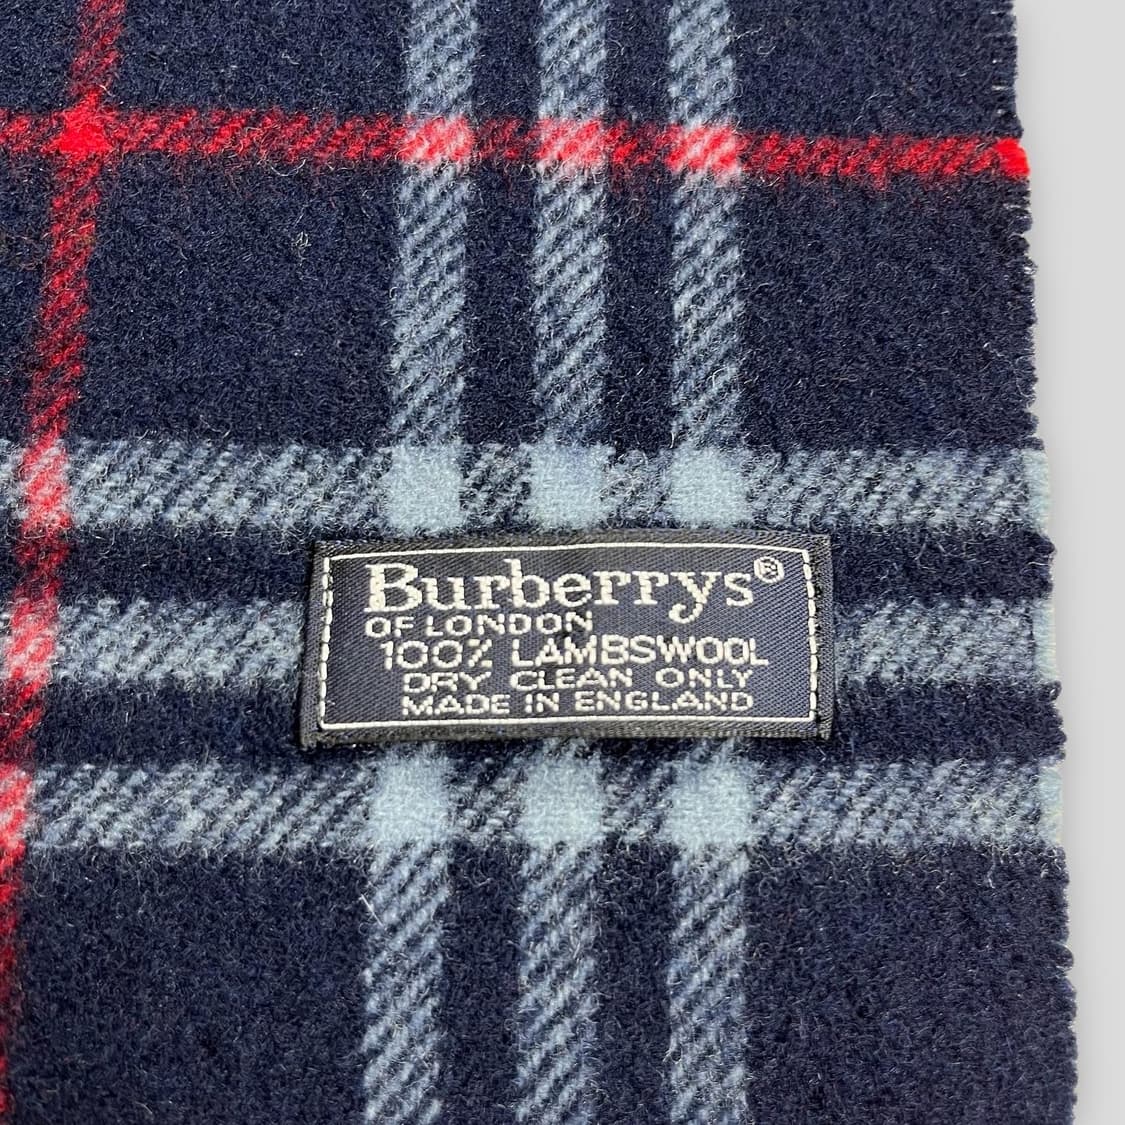 Burberrys®
OF LONDON
100% LAMBSWOOL
DRY CLEAN ONLY
MADE IN ENGLAND